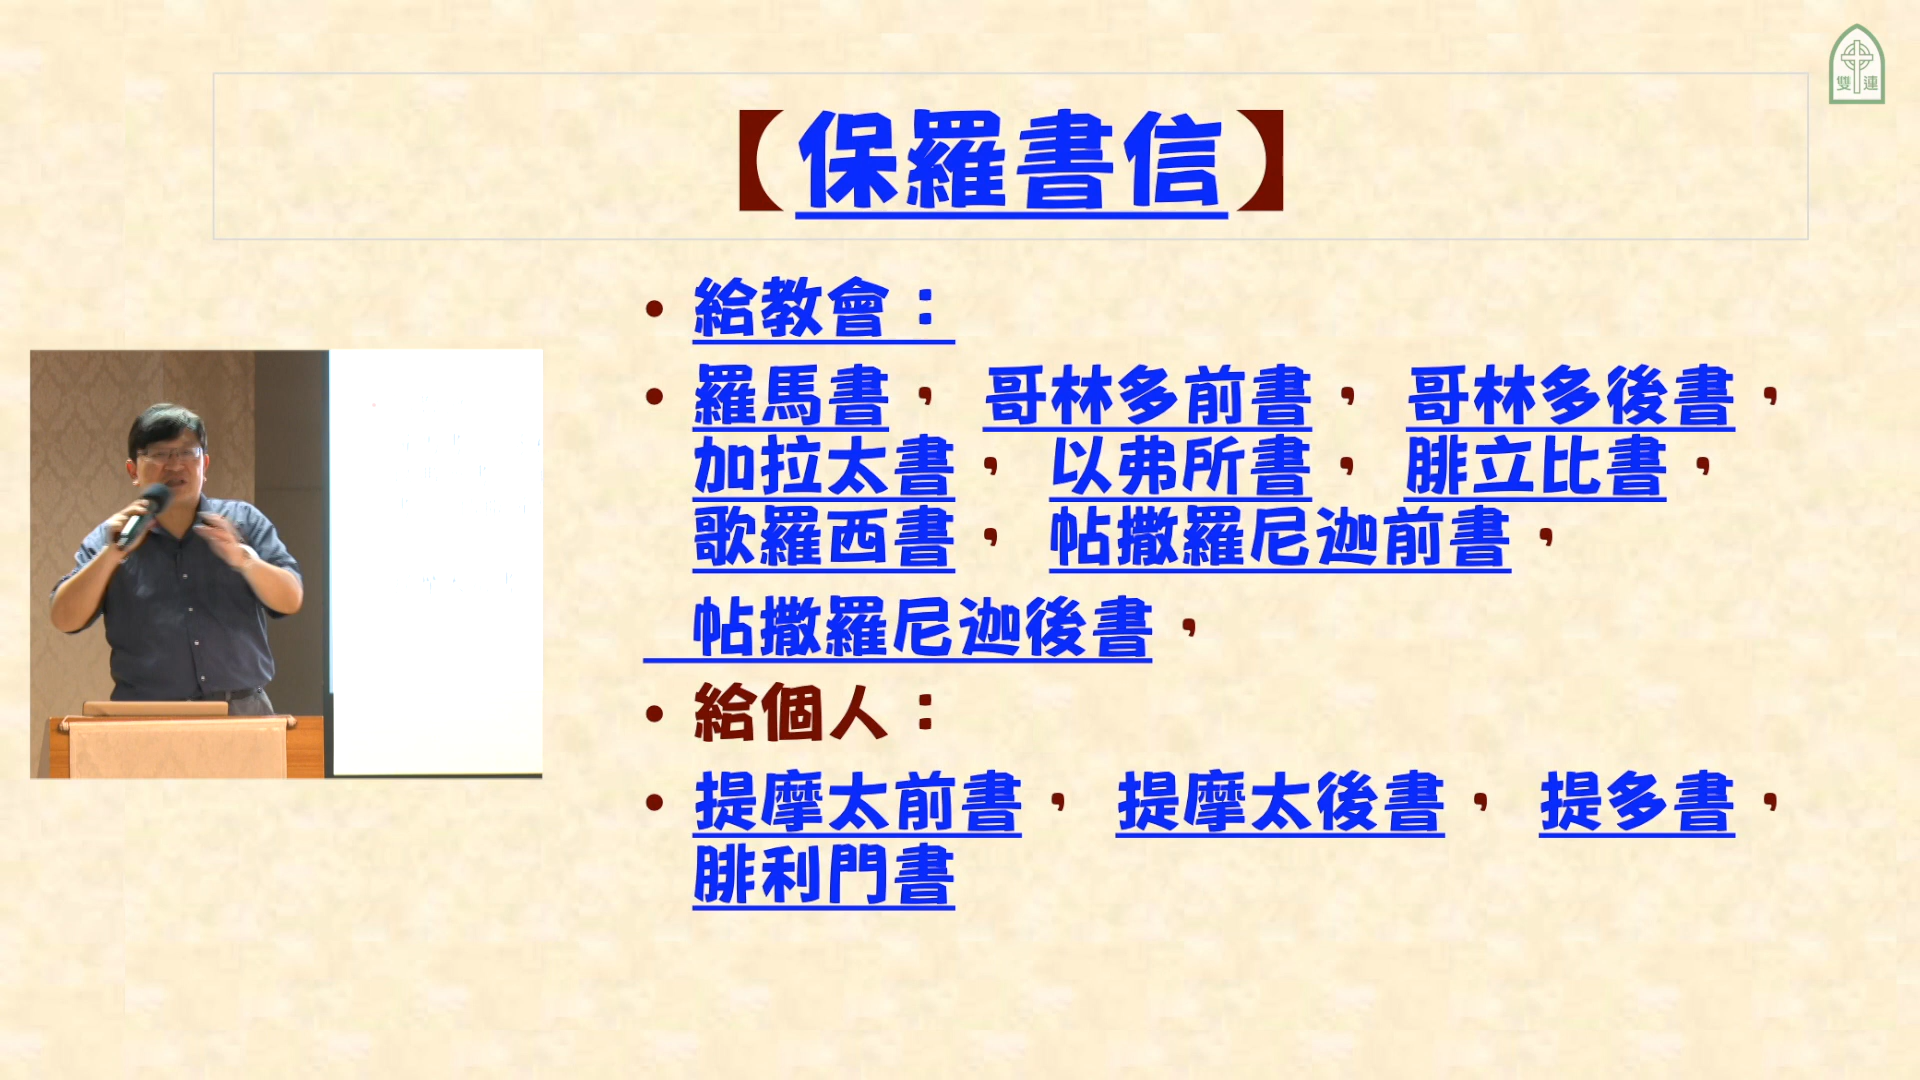 雙連
【保羅書信】
• 給教會：
• 羅馬書， 哥林多前書， 哥林多後書，
加拉太書， 以弗所書， 腓立比書，
歌羅西書， 帖撒羅尼迦前書，
帖撒羅尼迦後書，
• 給個人：
• 提摩太前書， 提摩太後書， 提多書，
腓利門書